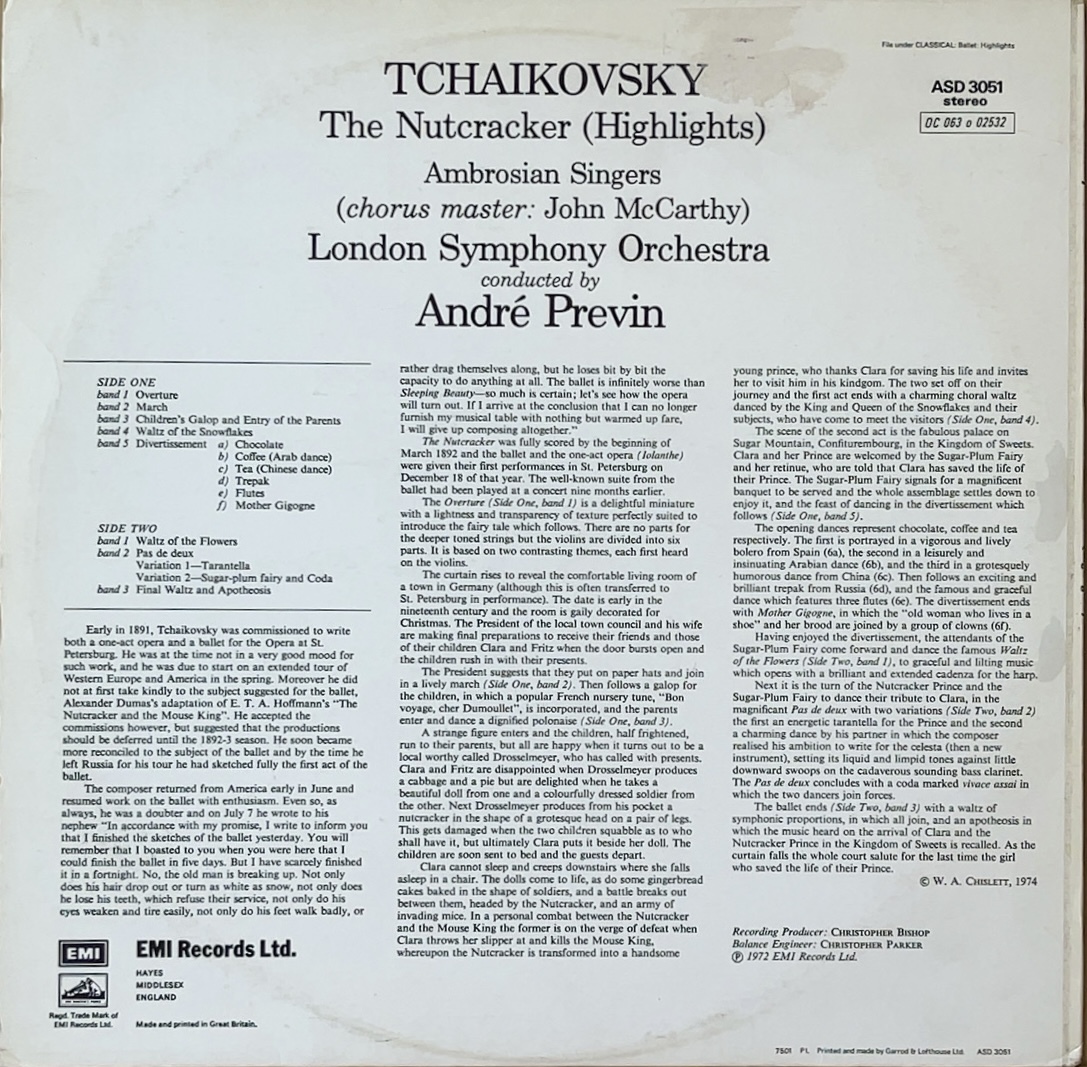 File under CLASSICAL: Ballet: Highlights
TCHAIKOVSKY
The Nutcracker (Highlights)
ASD 3051
stereo
OC 063 o 02532
Ambrosian Singers
(chorus master: John McCarthy)
London Symphony Orchestra
conducted by
André Previn
SIDE ONE
band 1 Overture
band 2 March
band 3 Children's Galop and Entry of the Parents
band 4 Waltz of the Snowflakes
band 5 Divertissement a) Chocolate
b) Coffee (Arab dance)
c) Tea (Chinese dance)
d) Trepak
e) Flutes
f) Mother Gigogne
SIDE TWO
band 1 Waltz of the Flowers
band 2 Pas de deux
Variation 1—Tarantella
Variation 2—Sugar-plum fairy and Coda
band 3 Final Waltz and Apotheosis
Early in 1891, Tchaikovsky was commissioned to write
both a one-act opera and a ballet for the Opera at St.
Petersburg. He was at the time not in a very good mood for
such work, and he was due to start on an extended tour of
Western Europe and America in the spring. Moreover he did
not at first take kindly to the subject suggested for the ballet,
Alexander Dumas's adaption of E. T. A. Hoffmann's "The
Nutcracker and the Mouse King". He accepted the
commissions however, but suggested that the productions
should be deferred until the 1892-3 season. He soon became
more reconciled to the subject of the ballet and by the time he
left Russia for his tour he had sketched fully the first act of the
ballet.
The composer returned from America early in June and
resumed work on the ballet with enthusiasm. Even so, as
always, he was a doubter and on July 7 he wrote to his
nephew "In accordance with my promise, I write to inform you
that I finished the sketches of the ballet yesterday. You will
remember that I boasted to you when you were here that I
could finish the ballet in five days. But I have scarcely finished
it in a fortnight. No, the old man is breaking up. Not only
does his hair drop out or turn as white as snow, not only does
he lose his teeth, which refuse their service, not only do his
eyes weaken and tire easily, not only do his feet walk badly, or
rather drag themselves along, but he loses bit by bit the
capacity to do anything at all. The ballet is infinitely worse than
Sleeping Beauty—so much is certain; let's see how the opera
will turn out. If I arrive at the conclusion that I can no longer
furnish my musical table with nothing but warmed up fare,
I will give up composing altogether."
The Nutcracker was fully scored by the beginning of
March 1892 and the ballet and the one-act opera (Iolanthe)
were given their first performances in St. Petersburg on
December 18 of that year. The well-known suite from the
ballet had been played at a concert nine months earlier.
The Overture (Side One, band 1) is a delightful miniature
with a lightness and transparency of texture perfectly suited to
introduce the fairy tale which follows. There are no parts for
the deeper toned strings but the violins are divided into six
parts. It is based on two contrasting themes, each first heard
on the violins.
The curtain rises to reveal the comfortable living room of
a town in Germany (although this is often transferred to
St. Petersburg in performance). The date is early in the
nineteenth century and the room is gaily decorated for
Christmas. The President of the local town council and his wife
are making final preparations to receive their friends and those
of their children Clara and Fritz when the door bursts open and
the children rush in with their presents.
The President suggests that they put on paper hats and join
in a lively march (Side One, band 2). Then follows a galop for
the children, in which a popular French nursery tune, "Bon
voyage, cher Dumoullet", is incorporated, and the parents
enter and dance a dignified polonaise (Side One, band 3).
A strange figure enters and the children, half frightened,
run to their parents, but all are happy when it turns out to be a
local worthy called Drosselmeyer, who has called with presents.
Clara and Fritz are disappointed when Drosselmeyer produces
a cabbage and a pie but are delighted when he takes a
beautiful doll from one and a colourfully dressed soldier from
the other. Next Drosselmeyer produces from his pocket a
nutcracker in the shape of a grotesque head on a pair of legs.
This gets damaged when the two children squabble as to who
shall have it, but ultimately Clara puts it beside her doll. The
children are soon sent to bed and the guests depart.
Clara cannot sleep and creeps downstairs where she falls
asleep in a chair. The dolls come to life, as do some gingerbread
cakes baked in the shape of soldiers, and a battle breaks out
between them, headed by the Nutcracker, and an army of
invading mice. In a personal combat between the Nutcracker
and the Mouse King the former is on the verge of defeat when
Clara throws her slipper at and kills the Mouse King,
whereupon the Nutcracker is transformed into a handsome
young prince, who thanks Clara for saving his life and invites
her to visit him in his kindgom. The two set off on their
journey and the first act ends with a charming choral waltz
danced by the King and Queen of the Snowflakes and their
subjects, who have come to meet the visitors (Side One, band 4).
The scene of the second act is the fabulous palace on
Sugar Mountain, Confiturembourg, in the Kingdom of Sweets.
Clara and her Prince are welcomed by the Sugar-Plum Fairy
and her retinue, who are told that Clara has saved the life of
their Prince. The Sugar-Plum Fairy signals for a magnificent
banquet to be served and the whole assemblage settles down to
enjoy it, and the feast of dancing in the divertissement which
follows (Side One, band 5).
The opening dances represent chocolate, coffee and tea
respectively. The first is portrayed in a vigorous and lively
bolero from Spain (6a), the second in a leisurely and
insinuating Arabian dance (6b), and the third in a grotesquely
humorous dance from China (6c). Then follows an exciting and
brilliant trepak from Russia (6d), and the famous and graceful
dance which features three flutes (6e). The divertisement ends
with Mother Gigogne, in which the "old woman who lives in a
shoe" and her brood are joined by a group of clowns (6f).
Having enjoyed the divertissement, the attendants of the
Sugar-Plum Fairy come forward and dance the famous Waltz
of the Flowers (Side Two, band 1), to graceful and lilting music
which opens with a brilliant and extended cadenza for the harp.
Next it is the turn of the Nutcracker Prince and the
Sugar-Plum Fairy to dance their tribute to Clara, in the
magnificant Pas de deux with two variations (Side Two, band 2)
the first an energetic tarantella for the Prince and the second
a charming dance by his partner in which the composer
realised his ambition to write for the celesta (then a new
instrument), setting its liquid and limpid tones against little
downward swoops on the cadaverous sounding bass clarinet.
The Pas de deux concludes with a coda marked vivace assai in
which the two dancers join forces.
The ballet ends (Side Two, band 3) with a waltz of
symphonic proportions, in which all join, and an apotheosis in
which the music heard on the arrival of Clara and the
Nutcracker Prince in the Kingdom of Sweets is recalled. As the
curtain falls the whole court salute for the last time the girl
who saved the life of their Prince.
© W. A. CHISLETT, 1974
Recording Producer: CHRISTOPHER BISHOP
Balance Engineer: CHRISTOPHER PARKER
Ⓟ 1972 EMI Records Ltd.
EMI
EMI Records Ltd.
HAYES
MIDDLESEX
ENGLAND
Regd. Trade Mark of
EMI Records Ltd.
Made and printed in Great Britain.
7501 P L Printed and made by Garrod & Lofthouse Ltd. ASD 3051